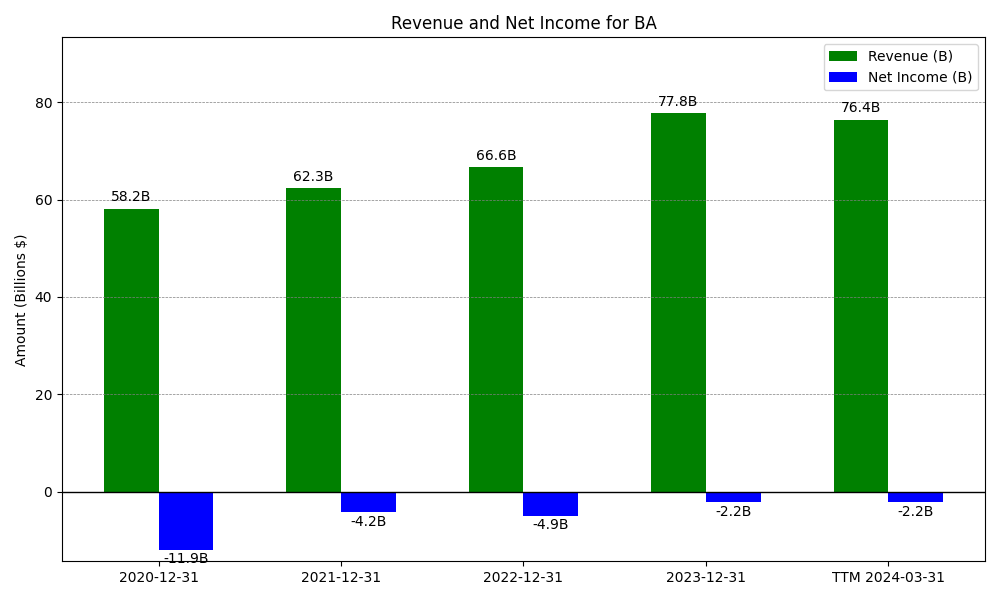 Revenue and Net Income for BA
Revenue (B)
Net Income (B)
Amount (Billions $)
80
60
40
20
0
58.2B
62.3B
66.6B
77.8B
76.4B
-11.9B
-4.2B
-4.9B
-2.2B
-2.2B
2020-12-31
2021-12-31
2022-12-31
2023-12-31
TTM 2024-03-31